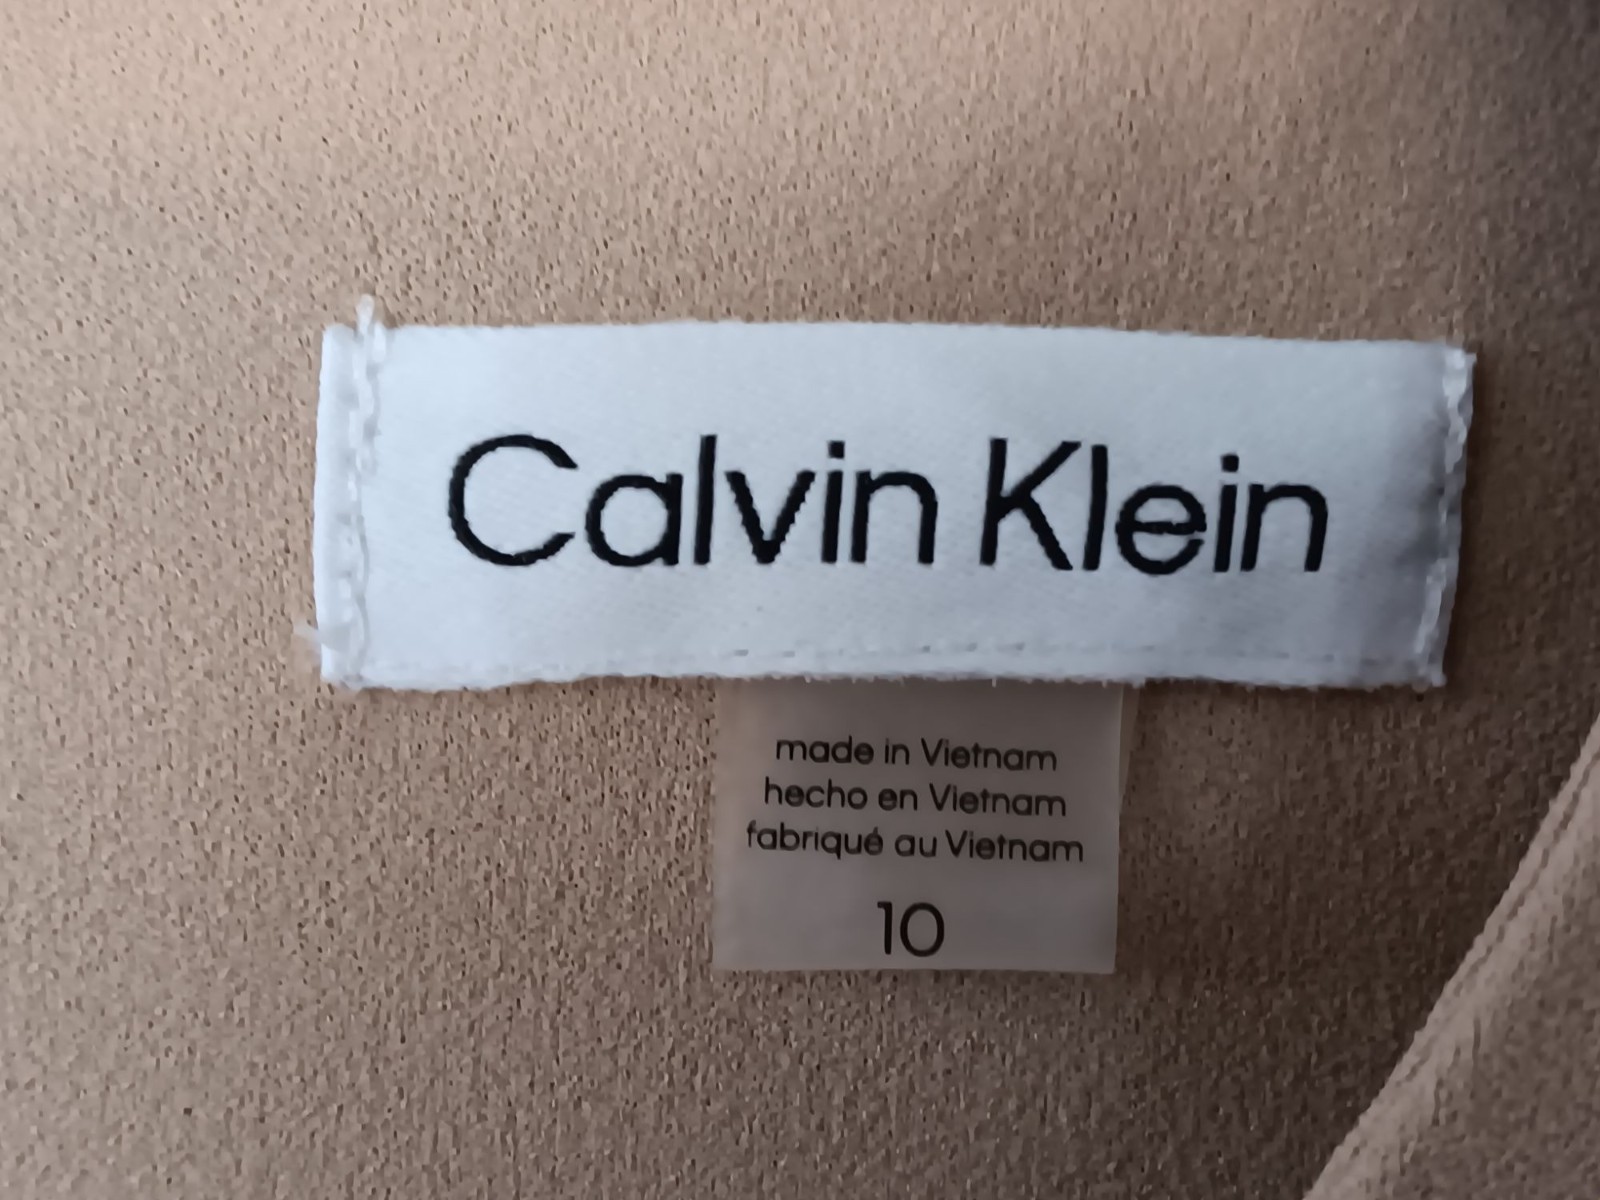 Calvin Klein
made in Vietnam
hecho en Vietnam
fabriqué au Vietnam
10